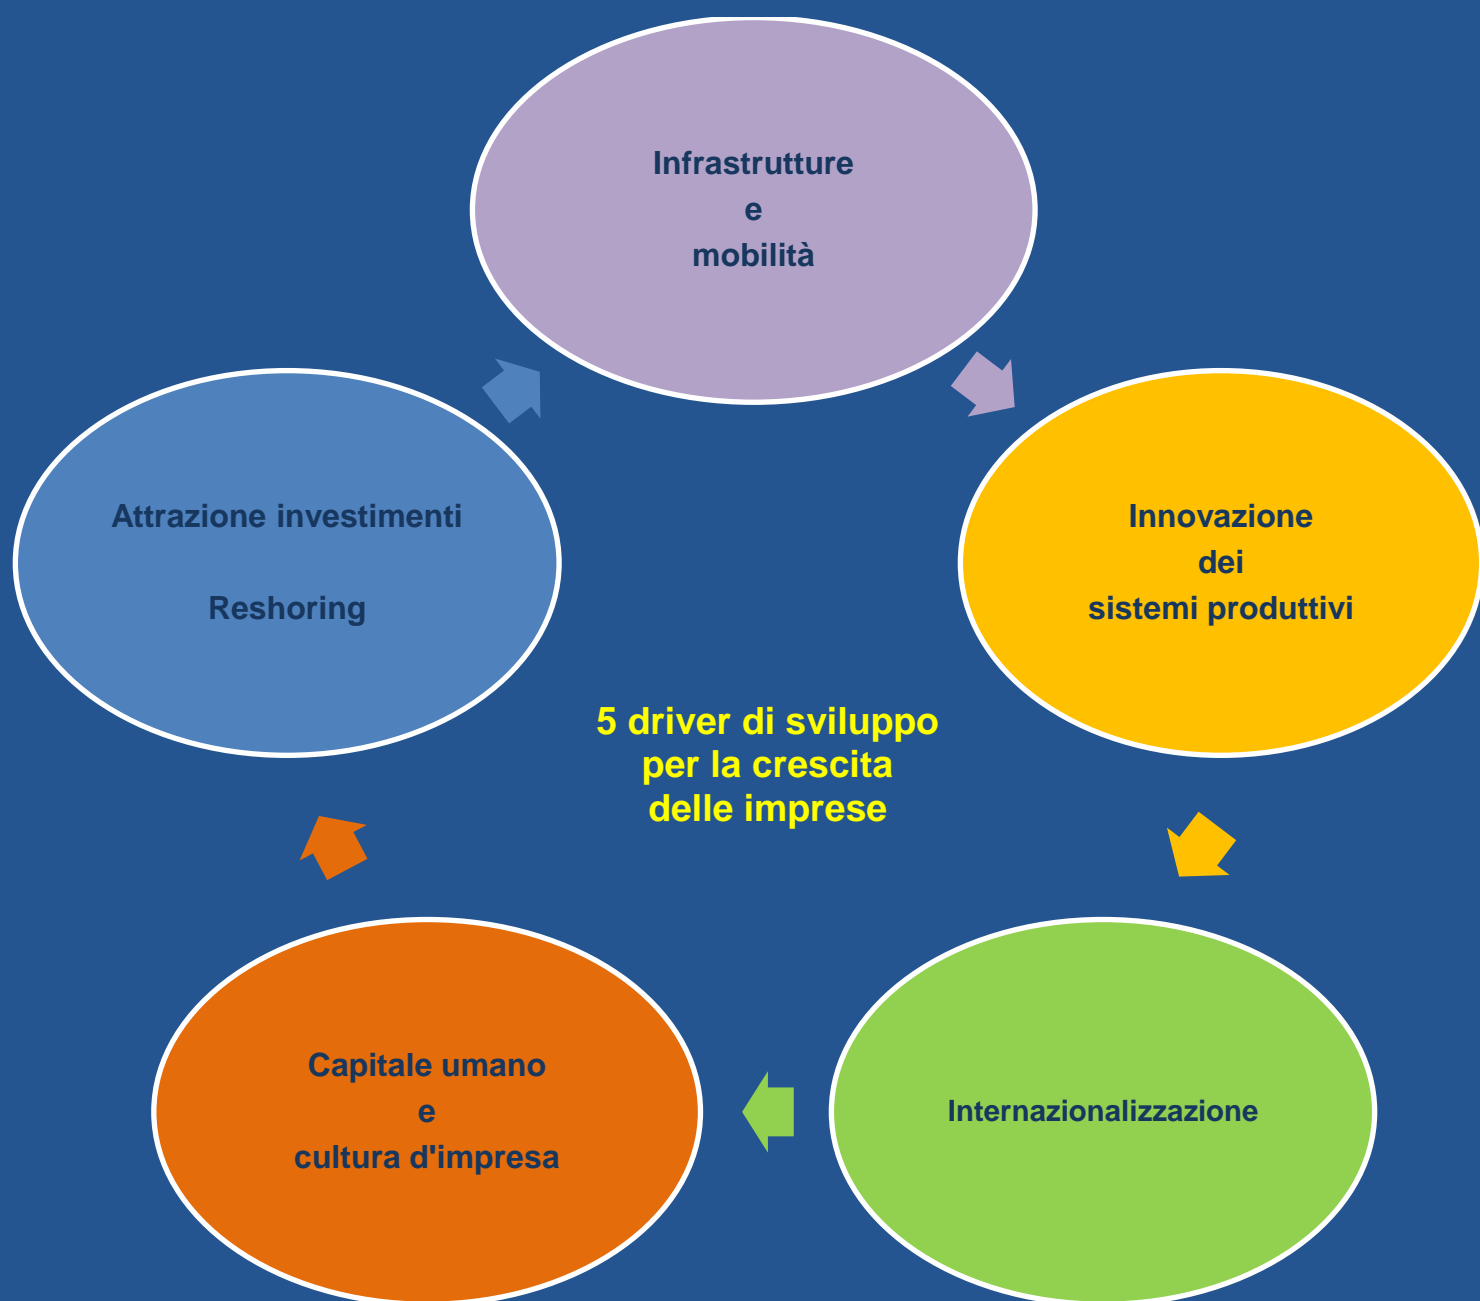 Infrastrutture
e
mobilità
Attrazione investimenti
Reshoring
Innovazione
dei
sistemi produttivi
5 driver di sviluppo
per la crescita
delle imprese
Capitale umano
e
cultura d'impresa
Internazionalizzazione